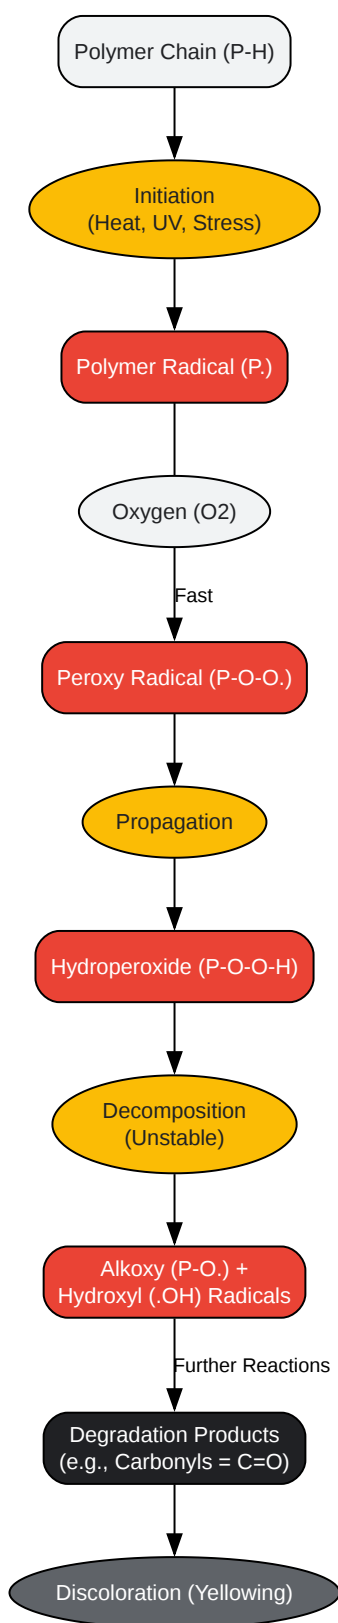 Polymer Chain (P-H)
Initiation
(Heat, UV, Stress)
Polymer Radical (P.)
Oxygen (O2)
Fast
Peroxy Radical (P-O-O.)
Propagation
Hydroperoxide (P-O-O-H)
Decomposition
(Unstable)
Alkoxy (P-O.) +
Hydroxyl (.OH) Radicals
Further Reactions
Degradation Products
(e.g., Carbonyls = C=O)
Discoloration (Yellowing)